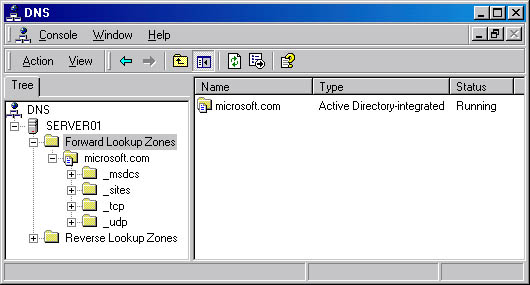 DNS
Console Window Help
Action View
Tree
DNS
SERVER01
Forward Lookup Zones
microsoft.com
_msdcs
_sites
_tcp
_udp
Reverse Lookup Zones
Name Type Status
microsoft.com Active Directory-integrated Running